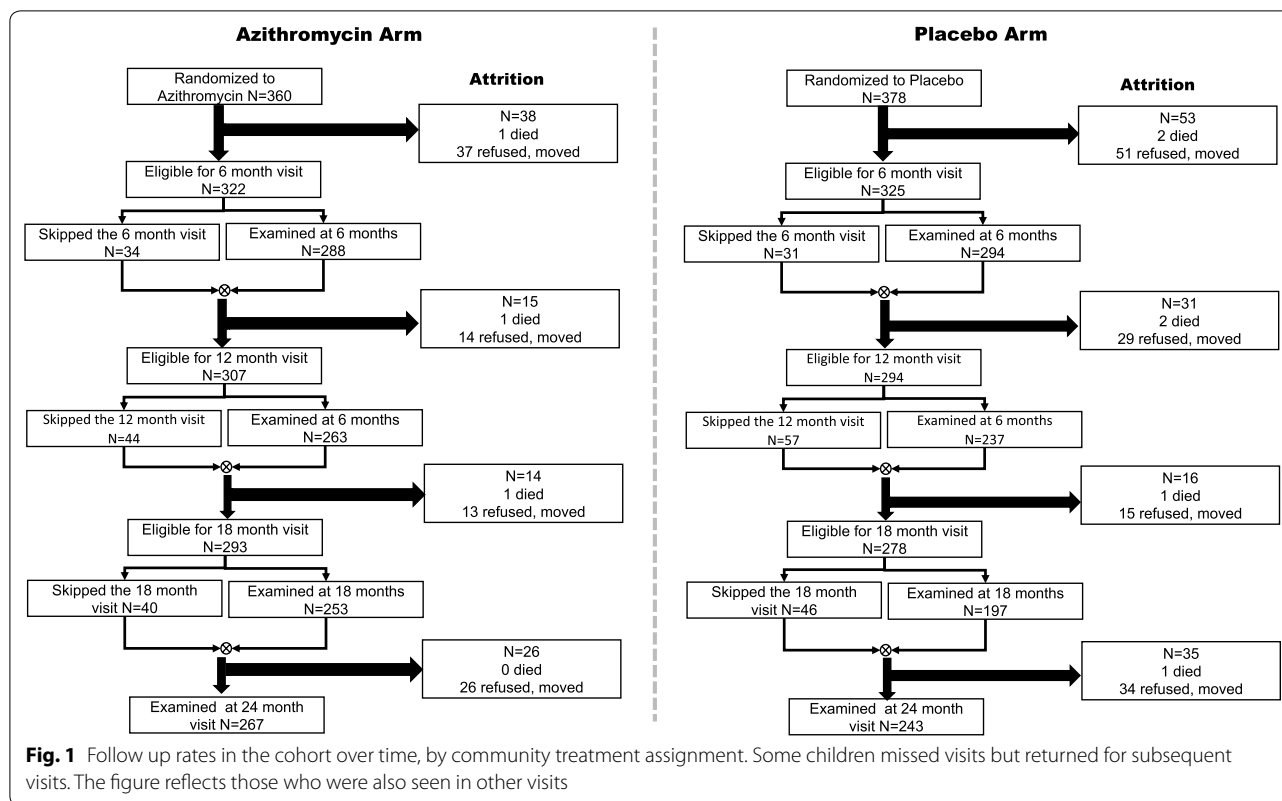 Azithromycin Arm
Randomized to
Azithromycin N=360
Attrition
N=38
1 died
37 refused, moved
Eligible for 6 month visit
N=322
Skipped the 6 month visit
N=34
Examined at 6 months
N=288
N=15
1 died
14 refused, moved
Eligible for 12 month visit
N=307
Skipped the 12 month visit
N=44
Examined at 6 months
N=263
N=14
1 died
13 refused, moved
Eligible for 18 month visit
N=293
Skipped the 18 month
visit N=40
Examined at 18 months
N=253
N=26
0 died
26 refused, moved
Examined at 24 month
visit N=267
Placebo Arm
Randomized to Placebo
N=378
Attrition
N=53
2 died
51 refused, moved
Eligible for 6 month visit
N=325
Skipped the 6 month visit
N=31
Examined at 6 months
N=294
N=31
2 died
29 refused, moved
Eligible for 12 month visit
N=294
Skipped the 12 month visit
N=57
Examined at 6 months
N=237
N=16
1 died
15 refused, moved
Eligible for 18 month visit
N=278
Skipped the 18 month
visit N=46
Examined at 18 months
N=197
N=35
1 died
34 refused, moved
Examined at 24 month
visit N=243
Fig. 1 Follow up rates in the cohort over time, by community treatment assignment. Some children missed visits but returned for subsequent
visits. The figure reflects those who were also seen in other visits